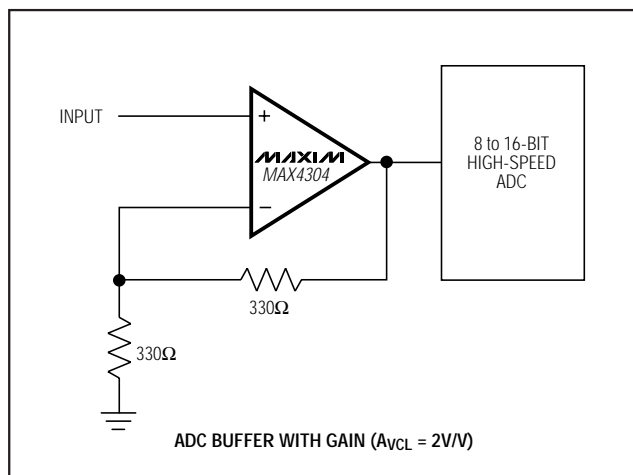 INPUT
+
MAXIM
MAX4304
−
8 to 16-BIT
HIGH-SPEED
ADC
330Ω
330Ω
ADC BUFFER WITH GAIN (AVCL = 2V/V)